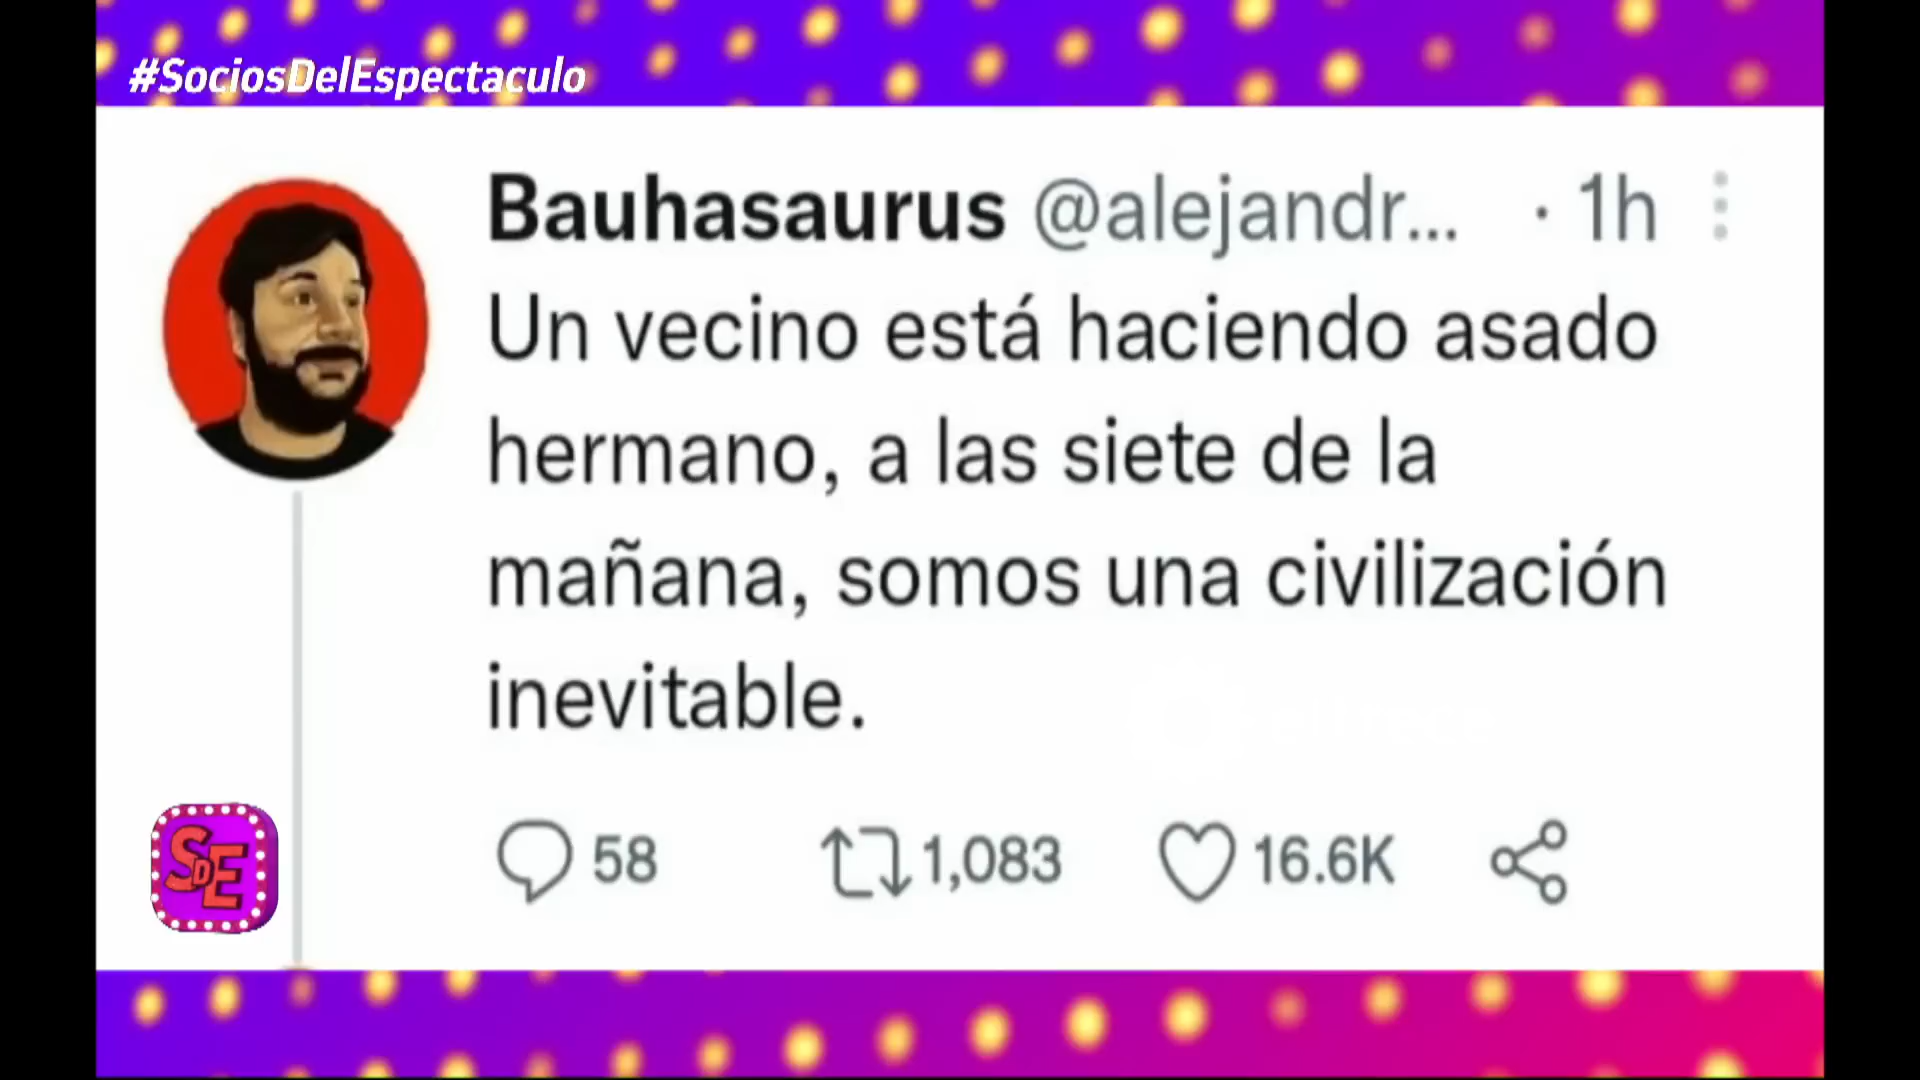 #SociosDelEspectaculo
Bauhasaurus @alejandr... · 1h
Un vecino está haciendo asado
hermano, a las siete de la
mañana, somos una civilización
inevitable.
58 1,083 16.6K
SDE